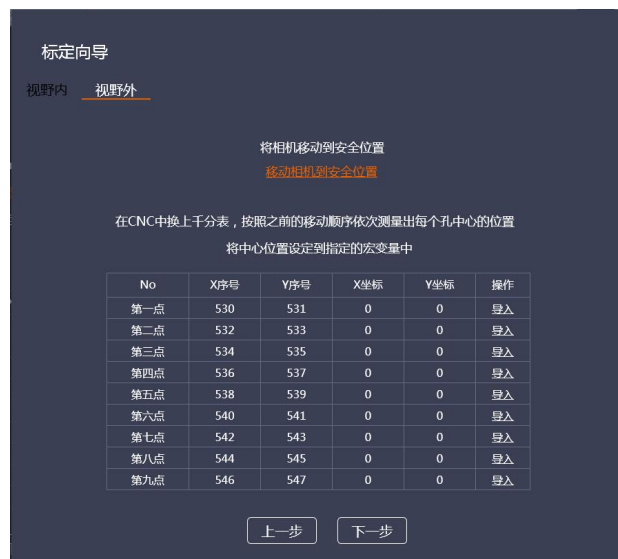 标定向导
视野内 视野外
将相机移动到安全位置
移动相机到安全位置
在CNC中换上千分表，按照之前的移动顺序依次测量出每个孔中心的位置
将中心位置设定到指定的宏变量中
No X序号 Y序号 X坐标 Y坐标 操作
第一点 530 531 0 0 导入
第二点 532 533 0 0 导入
第三点 534 535 0 0 导入
第四点 536 537 0 0 导入
第五点 538 539 0 0 导入
第六点 540 541 0 0 导入
第七点 542 543 0 0 导入
第八点 544 545 0 0 导入
第九点 546 547 0 0 导入
上一步 下一步